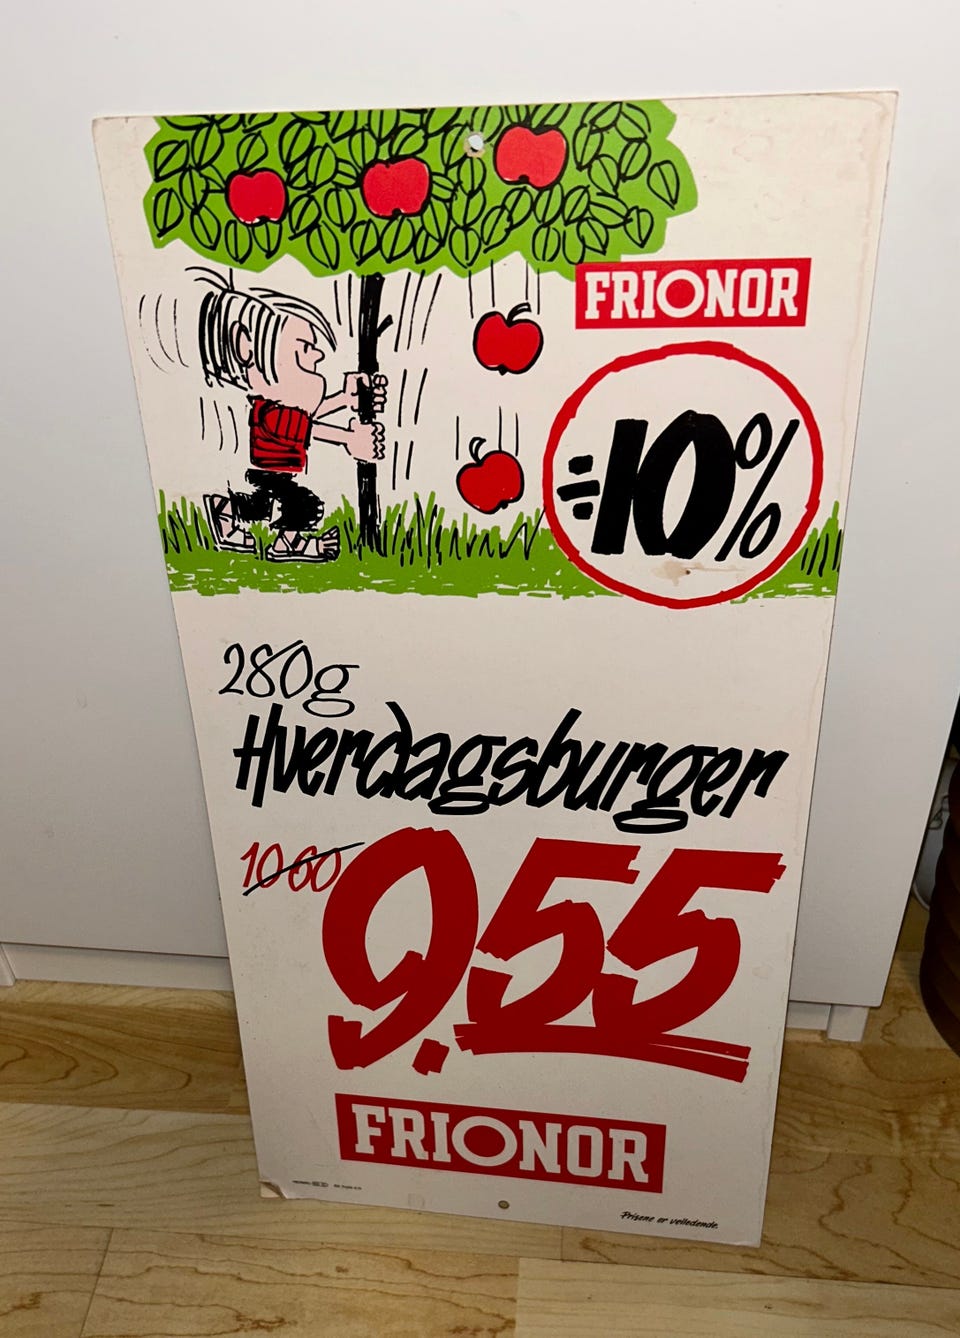 FRIONOR
÷10%
280g
Hverdagsburger
10 60
9.55
FRIONOR
Prisene er veiledende.